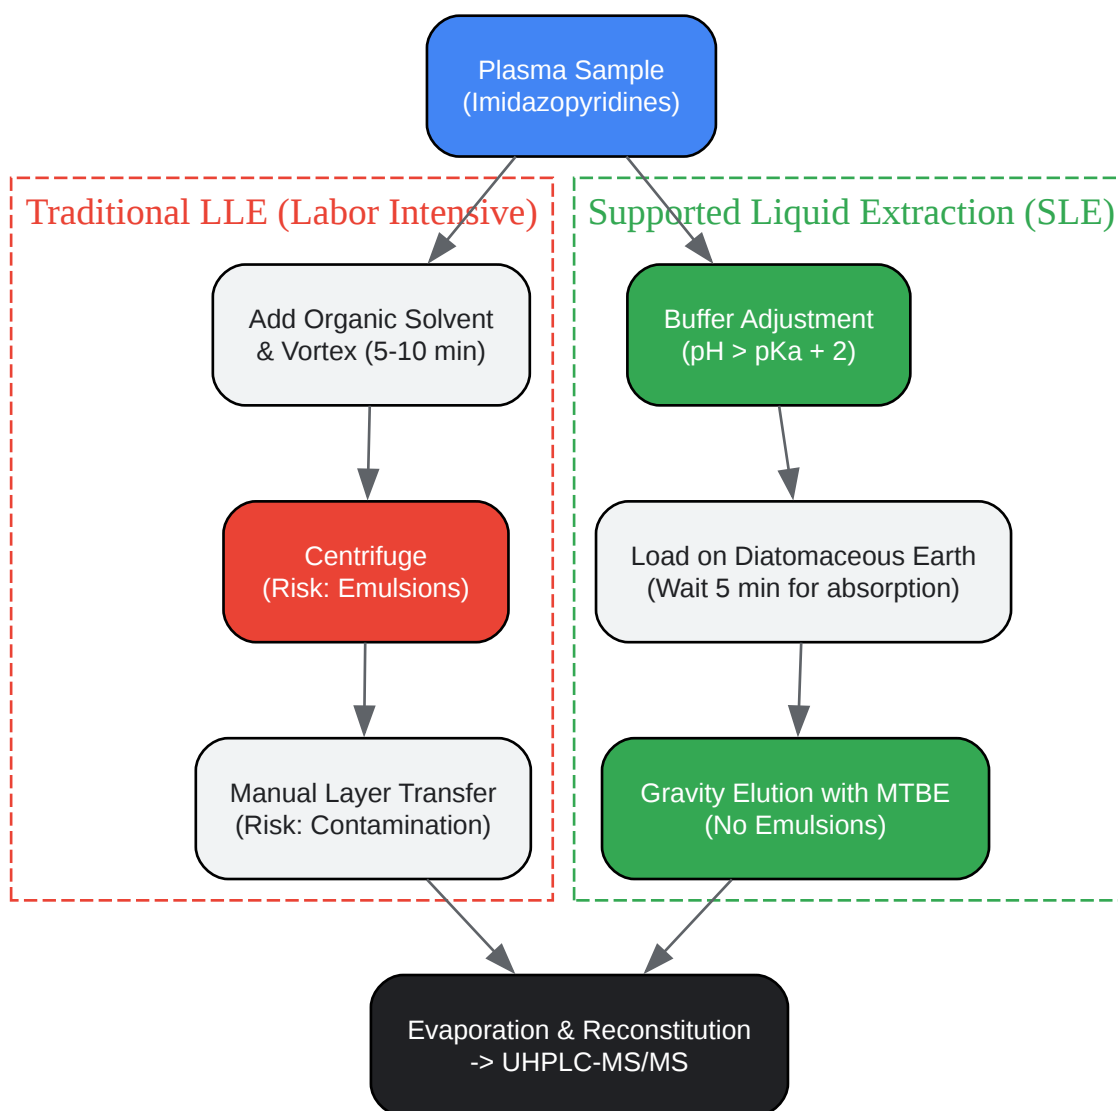 Plasma Sample
(Imidazopyridines)
Traditional LLE (Labor Intensive)
Add Organic Solvent
& Vortex (5-10 min)
Centrifuge
(Risk: Emulsions)
Manual Layer Transfer
(Risk: Contamination)
Supported Liquid Extraction (SLE)
Buffer Adjustment
(pH > pKa + 2)
Load on Diatomaceous Earth
(Wait 5 min for absorption)
Gravity Elution with MTBE
(No Emulsions)
Evaporation & Reconstitution
-> UHPLC-MS/MS